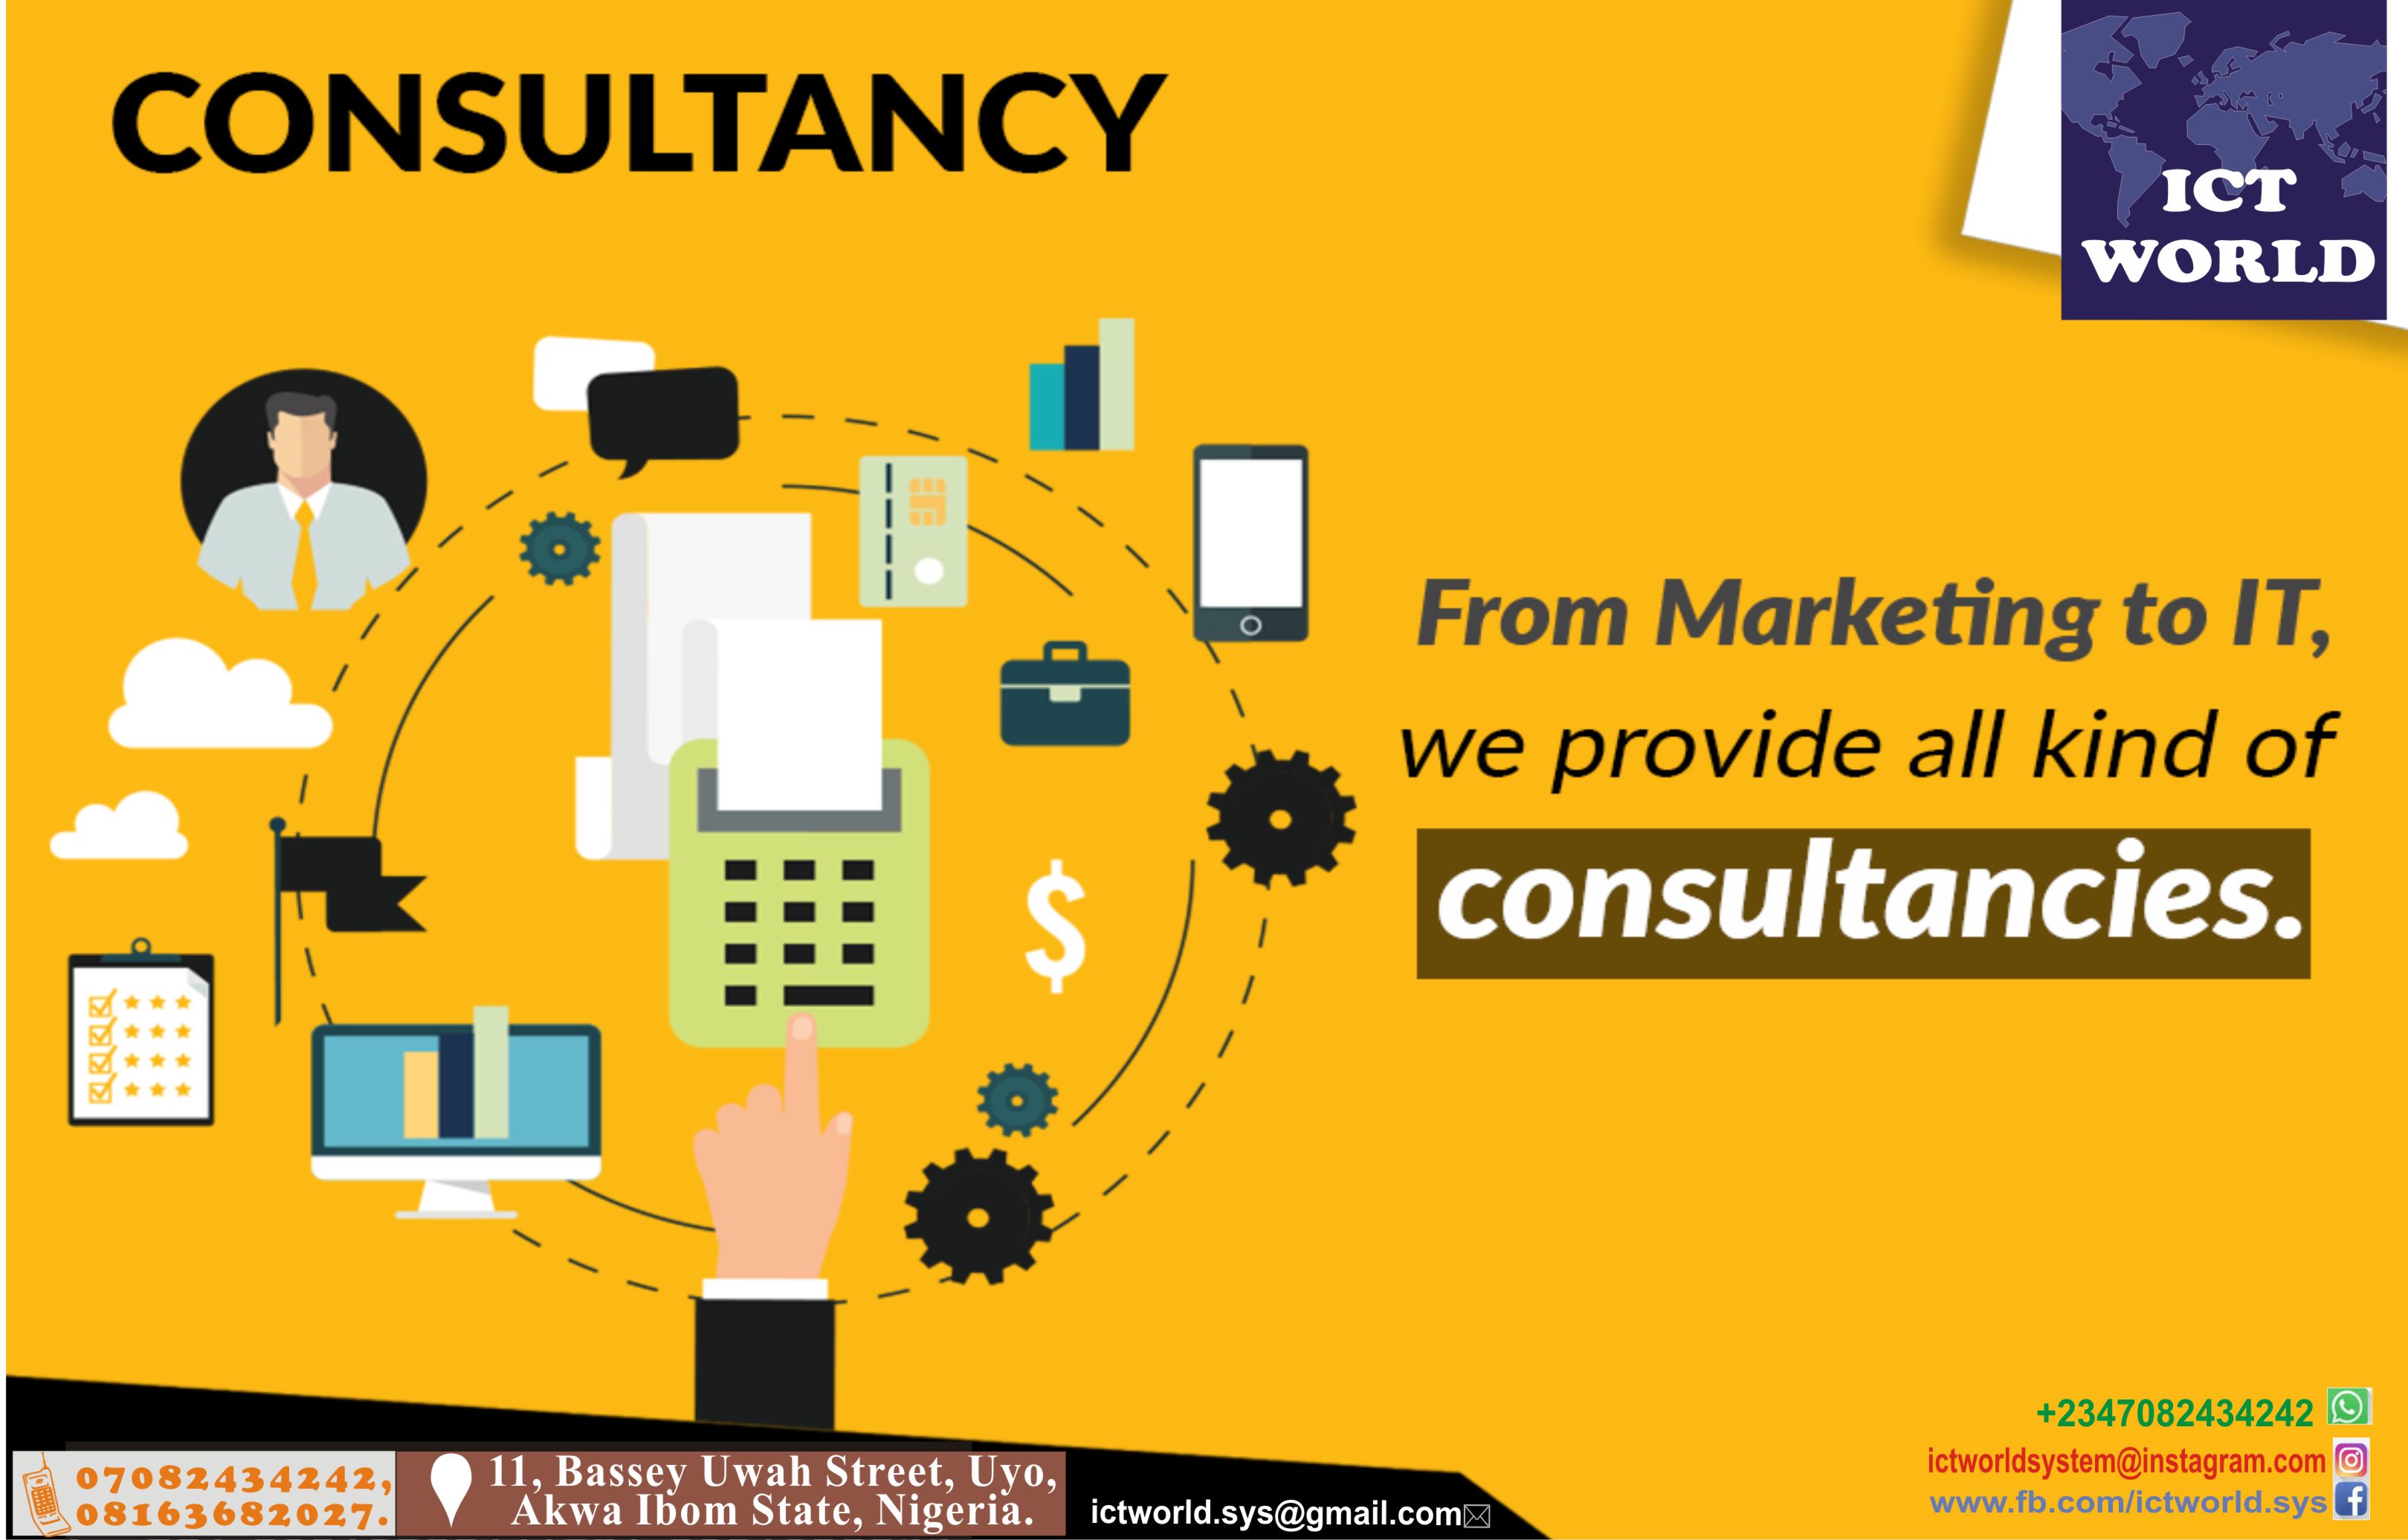 CONSULTANCY
ICT
WORLD
From Marketing to IT,
we provide all kind of
consultancies.
$
+2347082434242
ictworldsystem@instagram.com
www.fb.com/ictworld.sys
07082434242,
08163682027.
11, Bassey Uwah Street, Uyo,
Akwa Ibom State, Nigeria.
ictworld.sys@gmail.com